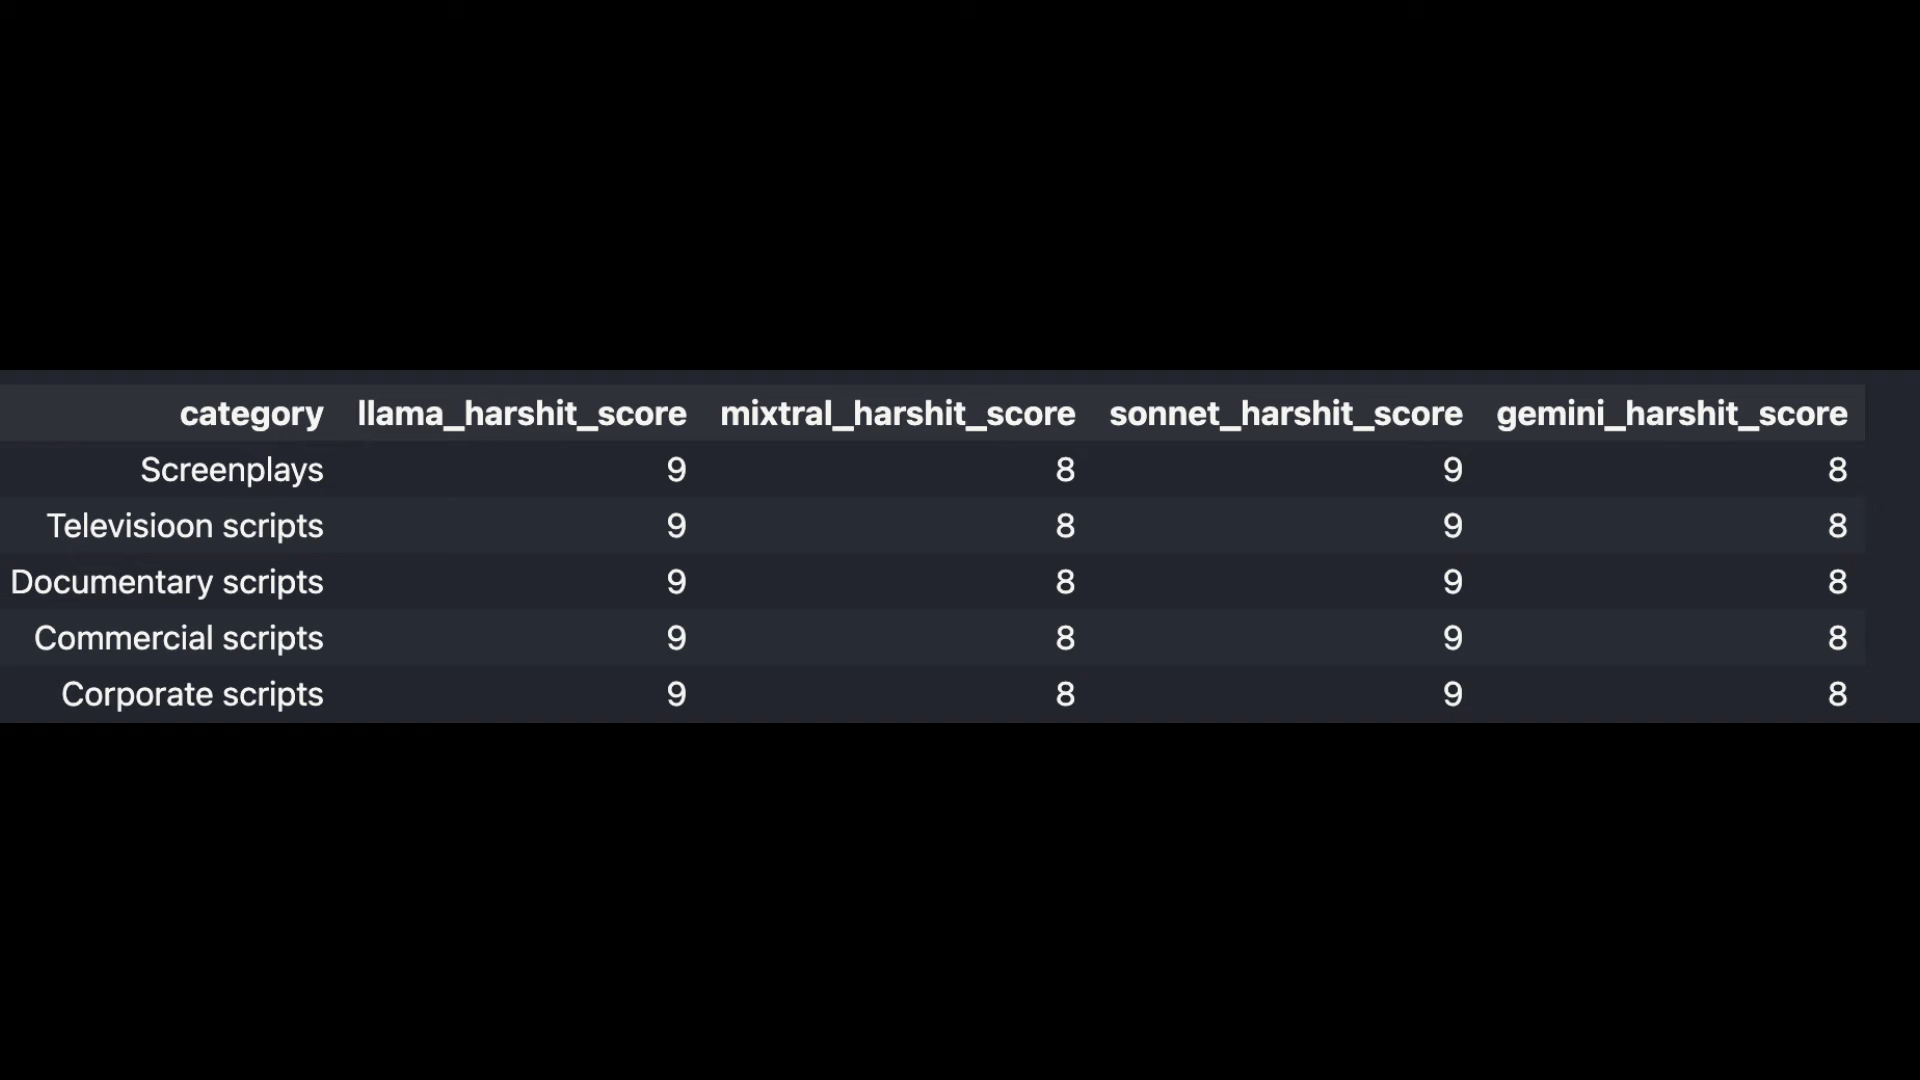 category llama_harshit_score mixtral_harshit_score sonnet_harshit_score gemini_harshit_score
Screenplays 9 8 9 8
Televisioon scripts 9 8 9 8
Documentary scripts 9 8 9 8
Commercial scripts 9 8 9 8
Corporate scripts 9 8 9 8